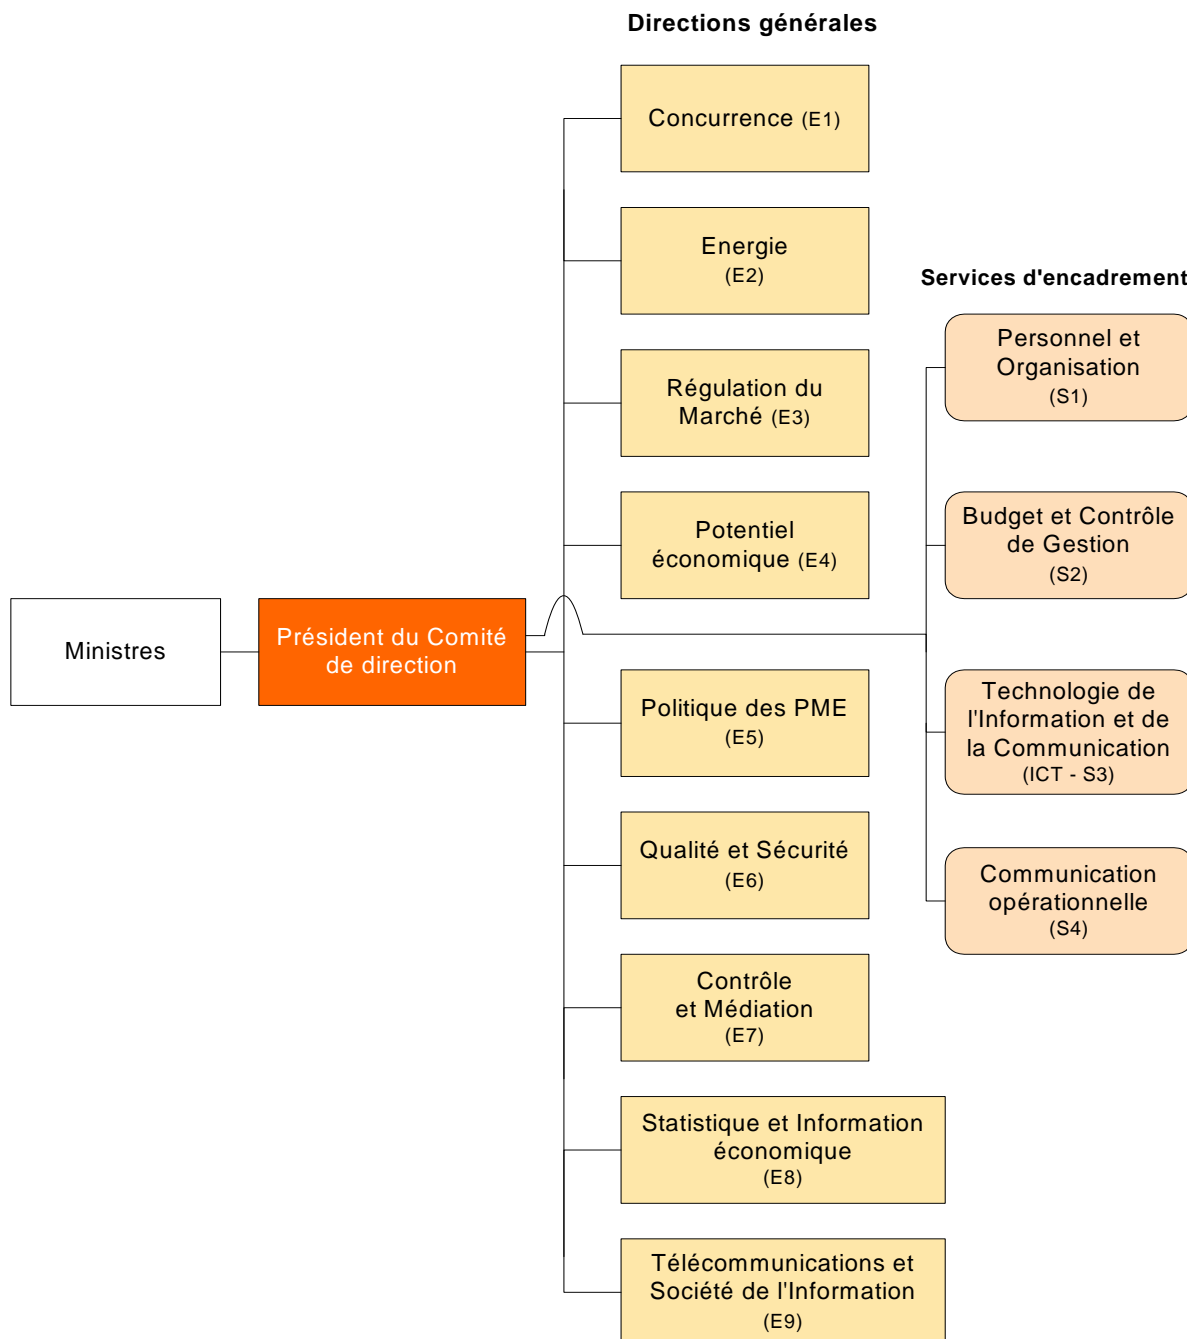 Directions générales
Concurrence (E1)
Energie
(E2)
Régulation du
Marché (E3)
Potentiel
économique (E4)
Ministres
Président du Comité
de direction
Politique des PME
(E5)
Qualité et Sécurité
(E6)
Contrôle
et Médiation
(E7)
Statistique et Information
économique
(E8)
Télécommunications et
Société de l'Information
(E9)
Services d'encadrement
Personnel et
Organisation
(S1)
Budget et Contrôle
de Gestion
(S2)
Technologie de
l'Information et de
la Communication
(ICT - S3)
Communication
opérationnelle
(S4)